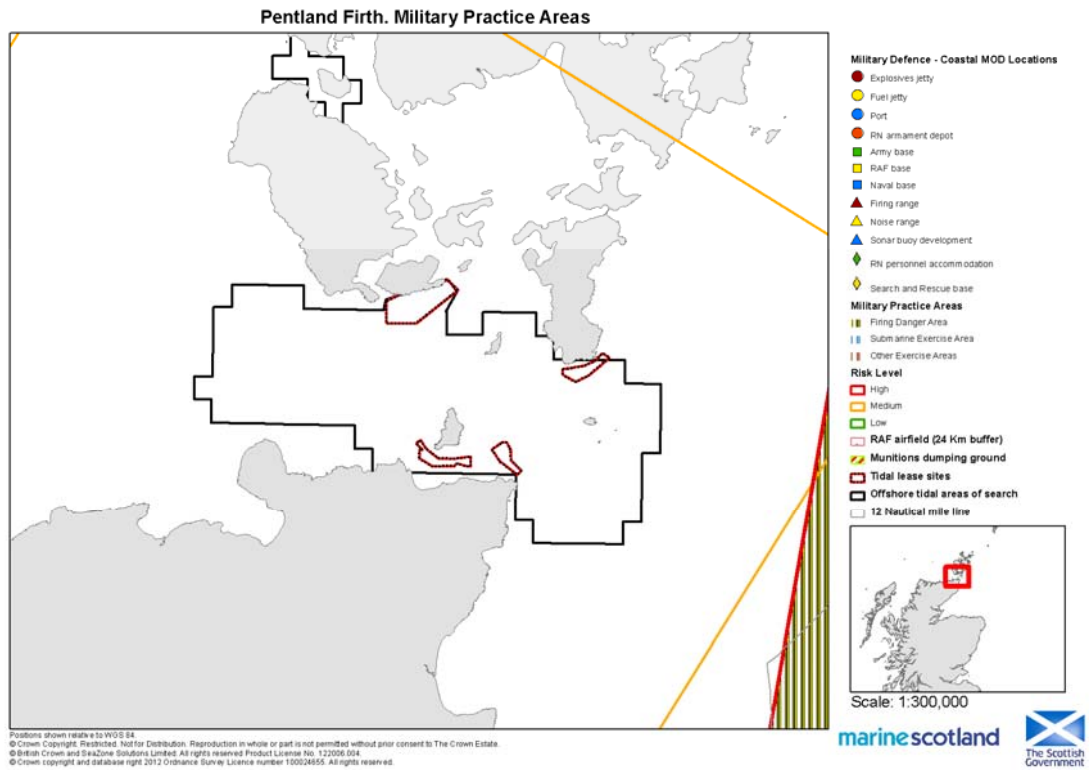 Pentland Firth. Military Practice Areas
Military Defence - Coastal MOD Locations
Explosives jetty
Fuel jetty
Port
RN armament depot
Army base
RAF base
Naval base
Firing range
Noise range
Sonar buoy development
RN personnel accommodation
Search and Rescue base
Military Practice Areas
Firing Danger Area
Submarine Exercise Area
Other Exercise Areas
Risk Level
High
Medium
Low
RAF airfield (24 Km buffer)
Munitions dumping ground
Tidal lease sites
Offshore tidal areas of search
12 Nautical mile line
Scale: 1:300,000
marinescotland
The Scottish
Government
Positions shown relative to WGS 84.
© Crown Copyright. Restricted. Not for Distribution. Reproduction in whole or part is not permitted without prior consent to The Crown Estate.
© British Crown and SeaZone Solutions Limited. All rights reserved Product License No. 122006.004.
© Crown copyright and database right 2012 Ordnance Survey Licence number 100024655. All rights reserved.